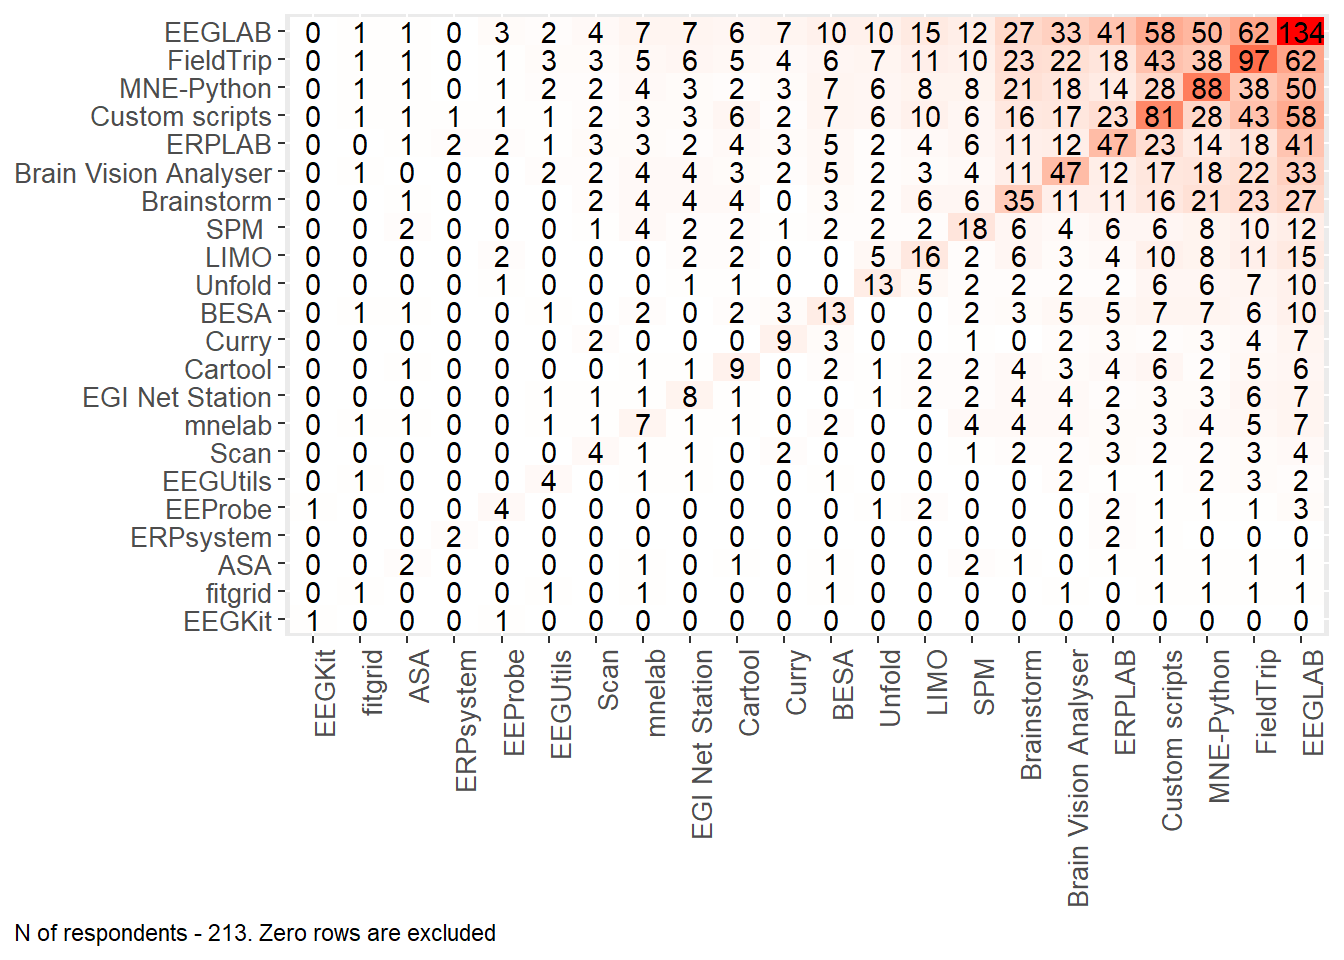 EEGLAB 0 1 1 0 3 2 4 7 7 6 7 10 10 15 12 27 33 41 58 50 62 134
FieldTrip 0 1 1 0 1 3 3 5 6 5 4 6 7 11 10 23 22 18 43 38 97 62
MNE-Python 0 1 1 0 1 2 2 4 3 2 3 7 6 8 8 21 18 14 28 88 38 50
Custom scripts 0 1 1 1 1 1 2 3 3 6 2 7 6 10 6 16 17 23 81 28 43 58
ERPLAB 0 0 1 2 2 1 3 3 2 4 3 5 2 4 6 11 12 47 23 14 18 41
Brain Vision Analyser 0 1 0 0 0 2 2 4 4 3 2 5 2 3 4 11 47 12 17 18 22 33
Brainstorm 0 0 1 0 0 0 2 4 4 4 0 3 2 6 6 35 11 11 16 21 23 27
SPM 0 0 2 0 0 0 1 4 2 2 1 2 2 2 18 6 4 6 6 8 10 12
LIMO 0 0 0 0 2 0 0 0 2 2 0 0 5 16 2 6 3 4 10 8 11 15
Unfold 0 0 0 0 1 0 0 0 1 1 0 0 13 5 2 2 2 2 6 6 7 10
BESA 0 1 1 0 0 1 0 2 0 2 3 13 0 0 2 3 5 5 7 7 6 10
Curry 0 0 0 0 0 0 2 0 0 0 9 3 0 0 1 0 2 3 2 3 4 7
Cartool 0 0 1 0 0 0 0 1 1 9 0 2 1 2 2 4 3 4 6 2 5 6
EGI Net Station 0 0 0 0 0 1 1 1 8 1 0 0 1 2 2 4 4 2 3 3 6 7
mnelab 0 1 1 0 0 1 1 7 1 1 0 2 0 0 4 4 4 3 3 4 5 7
Scan 0 0 0 0 0 0 4 1 1 0 2 0 0 0 1 2 2 3 2 2 3 4
EEGUtils 0 1 0 0 0 4 0 1 1 0 0 1 0 0 0 0 2 1 1 2 3 2
EEProbe 1 0 0 0 4 0 0 0 0 0 0 0 1 2 0 0 0 2 1 1 1 3
ERPsystem 0 0 0 2 0 0 0 0 0 0 0 0 0 0 0 0 0 2 1 0 0 0
ASA 0 0 2 0 0 0 0 1 0 1 0 1 0 0 2 1 0 1 1 1 1 1
fitgrid 0 1 0 0 0 1 0 1 0 0 0 1 0 0 0 0 1 0 1 1 1 1
EEGKit 1 0 0 0 1 0 0 0 0 0 0 0 0 0 0 0 0 0 0 0 0 0
EEGKit
fitgrid
ASA
ERPsystem
EEProbe
EEGUtils
Scan
mnelab
EGI Net Station
Cartool
Curry
BESA
Unfold
LIMO
SPM
Brainstorm
Brain Vision Analyser
ERPLAB
Custom scripts
MNE-Python
FieldTrip
EEGLAB
N of respondents - 213. Zero rows are excluded